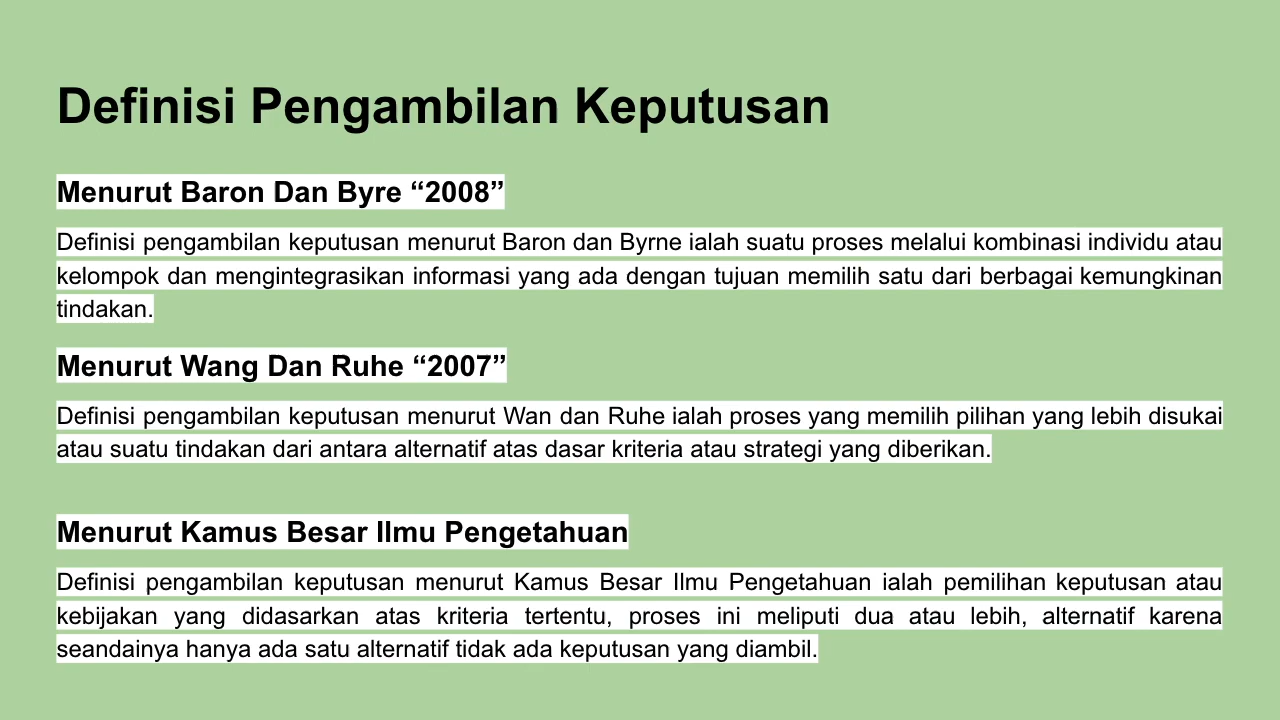 Definisi Pengambilan Keputusan
Menurut Baron Dan Byre “2008”
Definisi pengambilan keputusan menurut Baron dan Byrne ialah suatu proses melalui kombinasi individu atau
kelompok dan mengintegrasikan informasi yang ada dengan tujuan memilih satu dari berbagai kemungkinan
tindakan.
Menurut Wang Dan Ruhe “2007”
Definisi pengambilan keputusan menurut Wan dan Ruhe ialah proses yang memilih pilihan yang lebih disukai
atau suatu tindakan dari antara alternatif atas dasar kriteria atau strategi yang diberikan.
Menurut Kamus Besar Ilmu Pengetahuan
Definisi pengambilan keputusan menurut Kamus Besar Ilmu Pengetahuan ialah pemilihan keputusan atau
kebijakan yang didasarkan atas kriteria tertentu, proses ini meliputi dua atau lebih, alternatif karena
seandainya hanya ada satu alternatif tidak ada keputusan yang diambil.